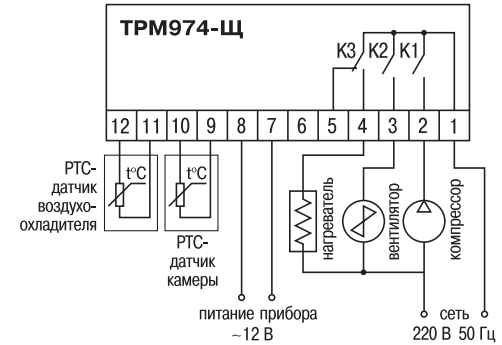 ТРМ974-Щ
К3 К2 К1
12 11 10 9 8 7 6 5 4 3 2 1
РТС-
датчик
воздухо-
охладителя
t°C
t°C
РТС-
датчик
камеры
нагреватель
вентилятор
компрессор
питание прибора
~12 В
сеть
220 В 50 Гц